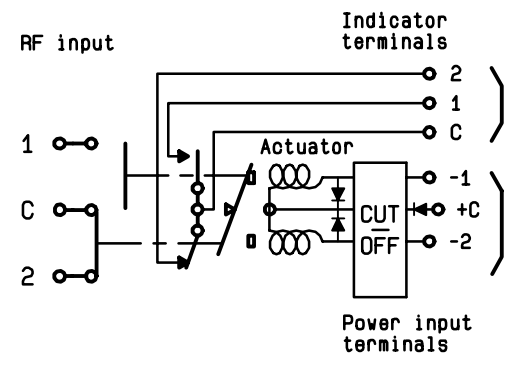 Indicator
terminals
RF input
2
1
C
1
Actuator
-1
C
CUT
+C
OFF
-2
2
Power input
terminals